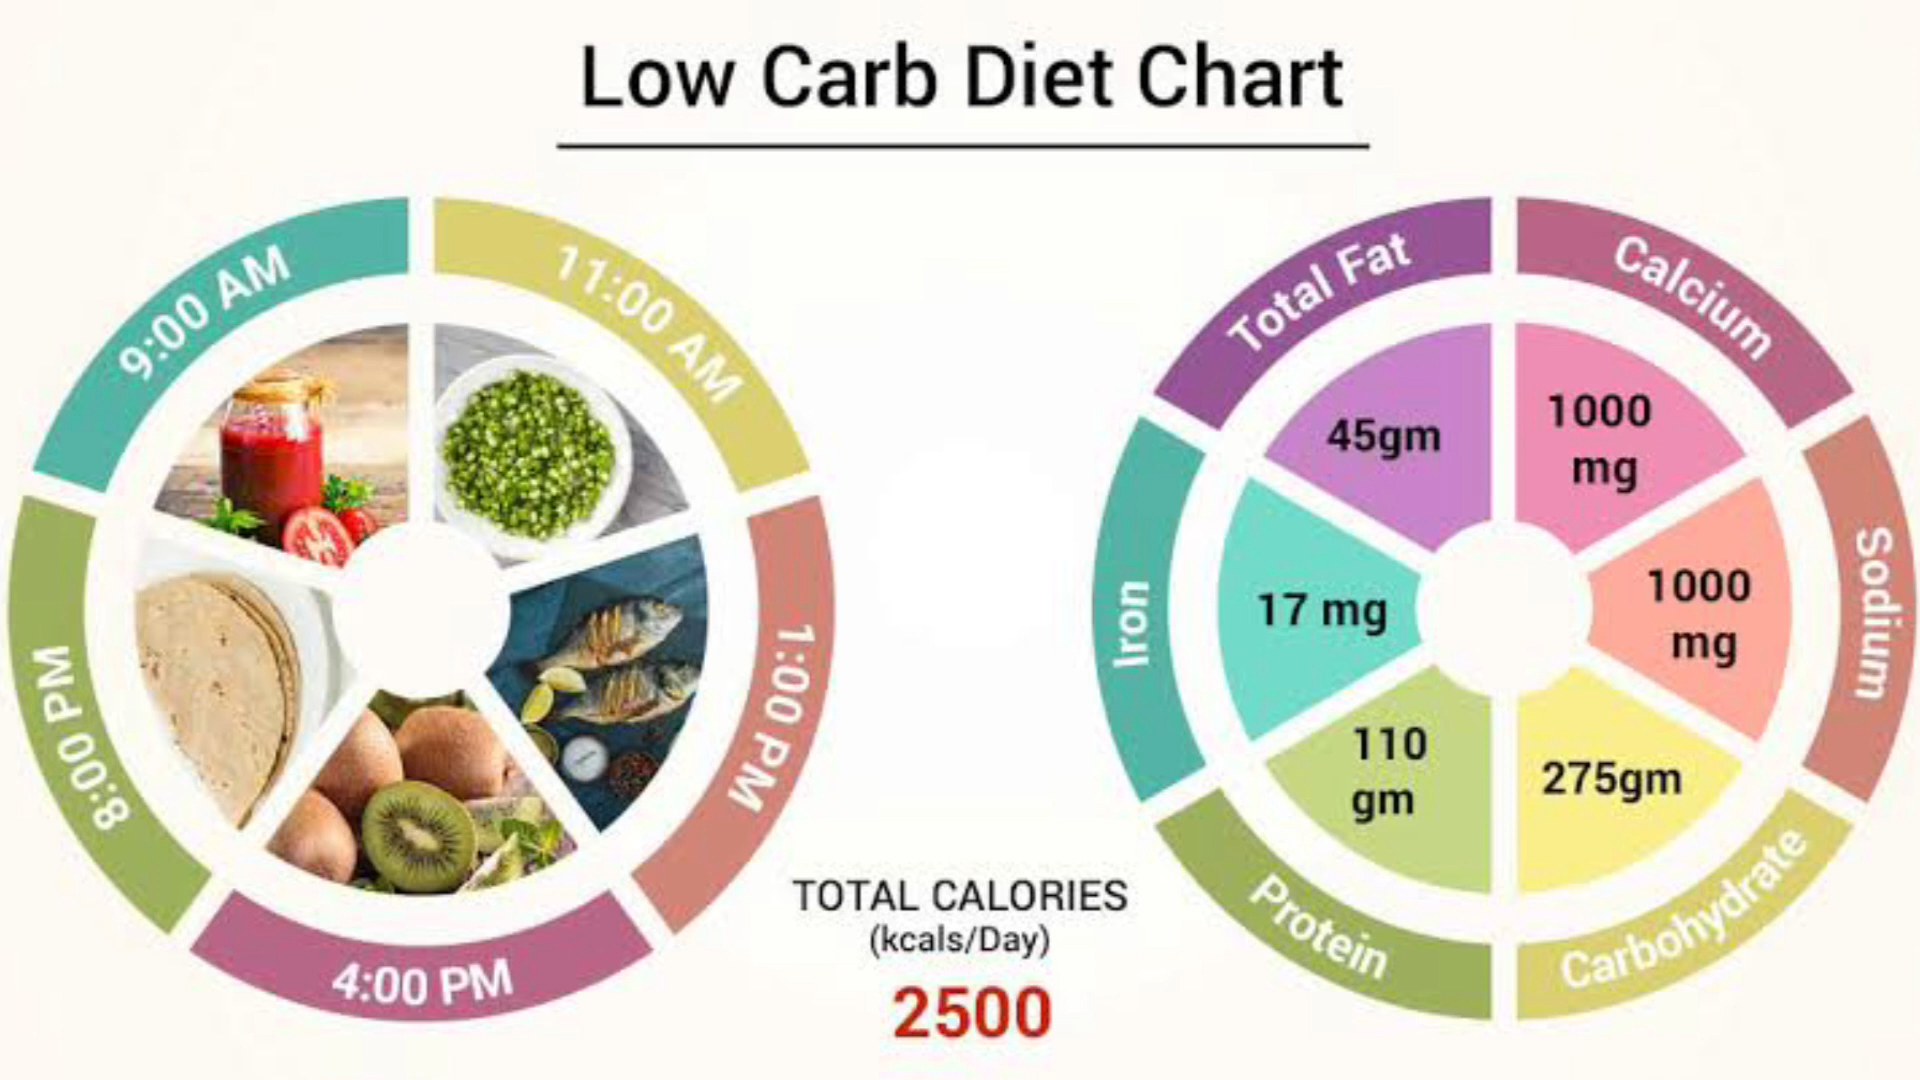 Low Carb Diet Chart
9:00 AM
11:00 AM
1:00 PM
4:00 PM
8:00 PM
TOTAL CALORIES
(kcals/Day)
2500
Total Fat
45gm
Calcium
1000
mg
Sodium
1000
mg
Carbohydrate
275gm
Protein
110
gm
Iron
17 mg